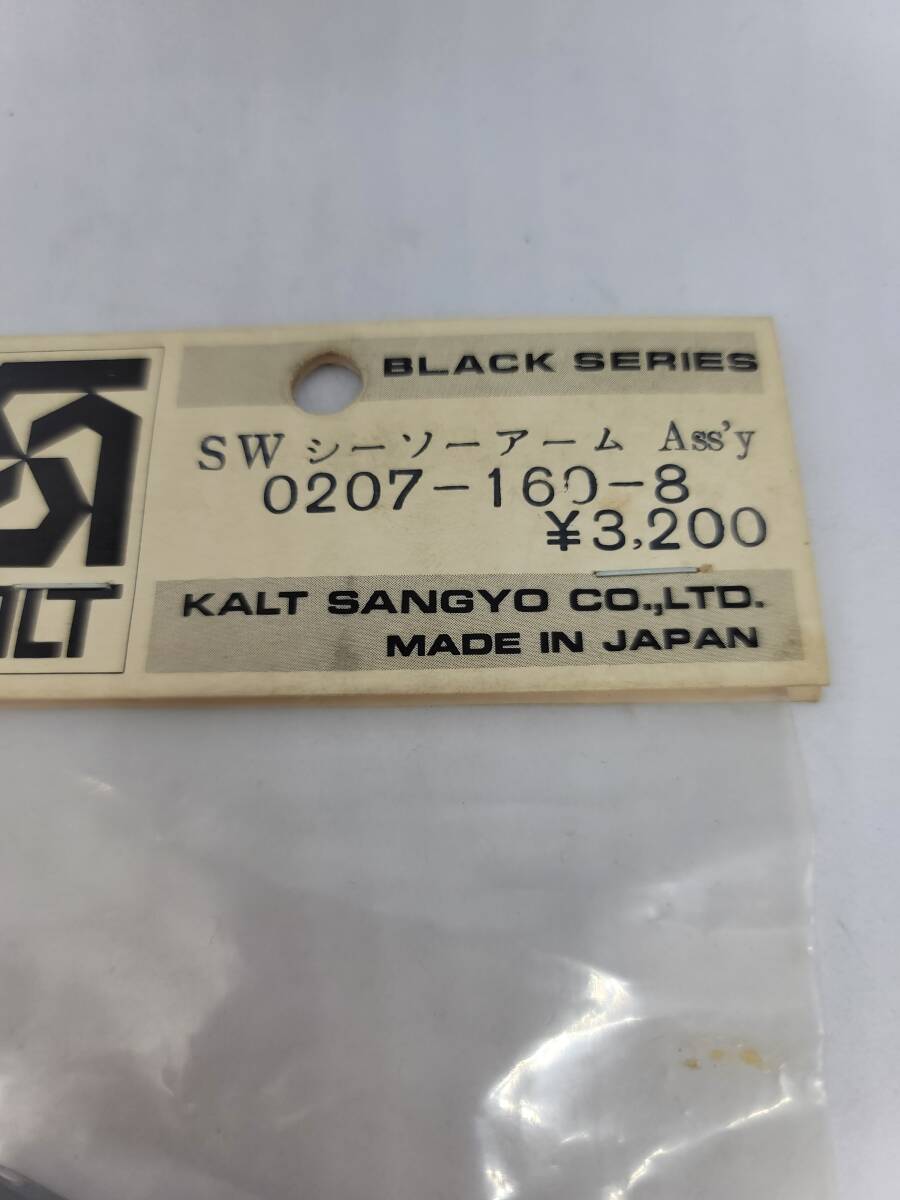 BLACK SERIES
SW シーソーアーム Ass'y
0207-160-8
¥3,200
KALT SANGYO CO.,LTD.
MADE IN JAPAN